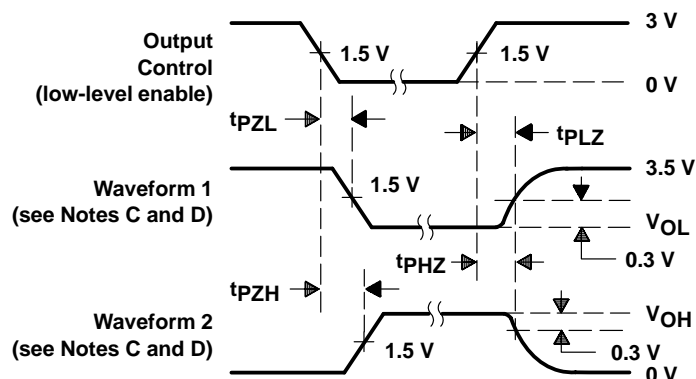 3 V
Output
Control
(low-level enable)
1.5 V
1.5 V
0 V
tPZL
tPLZ
3.5 V
Waveform 1
(see Notes C and D)
1.5 V
VOL
tPHZ
0.3 V
tPZH
VOH
Waveform 2
(see Notes C and D)
1.5 V
0.3 V
0 V